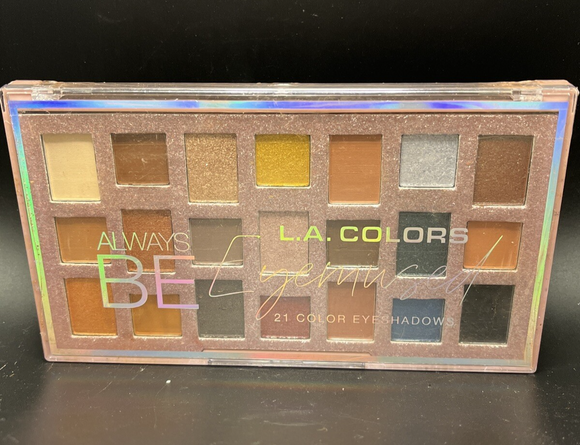 L.A. COLORS
ALWAYS
BE Eyemused
21 COLOR EYESHADOWS